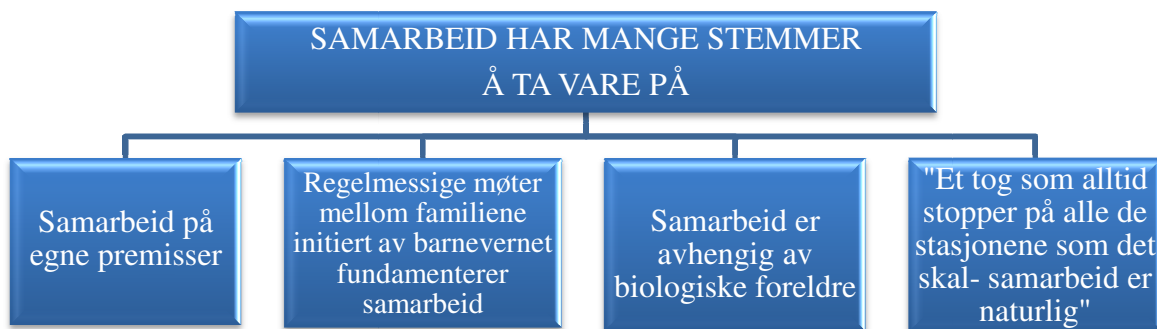 SAMARBEID HAR MANGE STEMMER
Å TA VARE PÅ
Samarbeid på
egne premisser
Regelmessige møter
mellom familiene
initiert av barnevernet
fundamenterer
samarbeid
Samarbeid er
avhengig av
biologiske foreldre
"Et tog som alltid
stopper på alle de
stasjonene som det
skal- samarbeid er
naturlig"